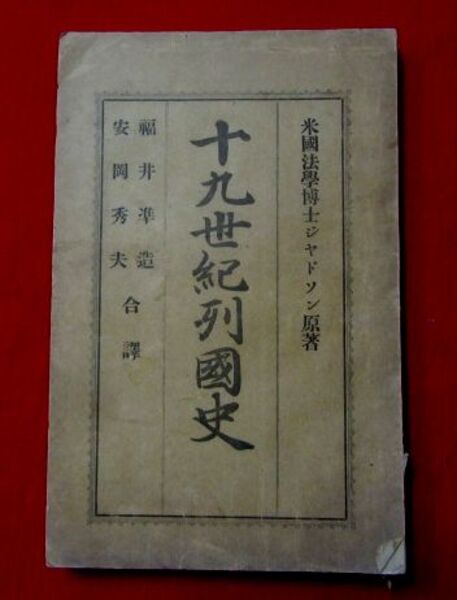 米國法學博士ジャドソン原著
十九世紀列國史
福井準造
安岡秀夫
合譯